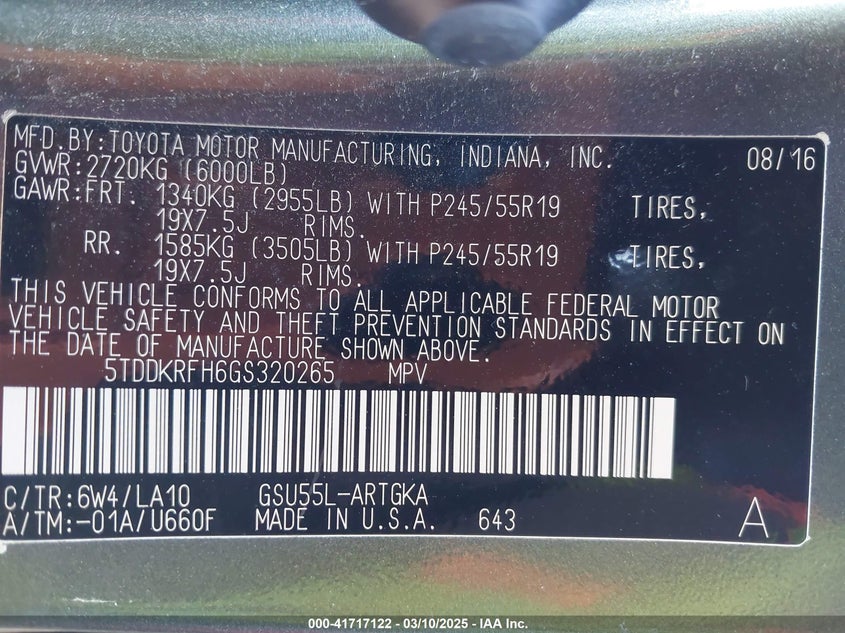 MFD.BY:TOYOTA MOTOR MANUFACTURING, INDIANA, INC. 08/16
GVWR:2720KG (6000LB)
GAWR:FRT. 1340KG (2955LB) WITH P245/55R19 TIRES,
19X7.5J RIMS.
RR. 1585KG (3505LB) WITH P245/55R19 TIRES,
19X7.5J RIMS.
THIS VEHICLE CONFORMS TO ALL APPLICABLE FEDERAL MOTOR
VEHICLE SAFETY AND THEFT PREVENTION STANDARDS IN EFFECT ON
THE DATE OF MANUFACTURE SHOWN ABOVE.
5TDDKRFH6GS320265 MPV
C/TR:6W4/LA10 GSU55L-ARTGKA
A/TM:-01A/U660F MADE IN U.S.A. 643 A
000-41717122 - 03/10/2025 - IAA Inc.